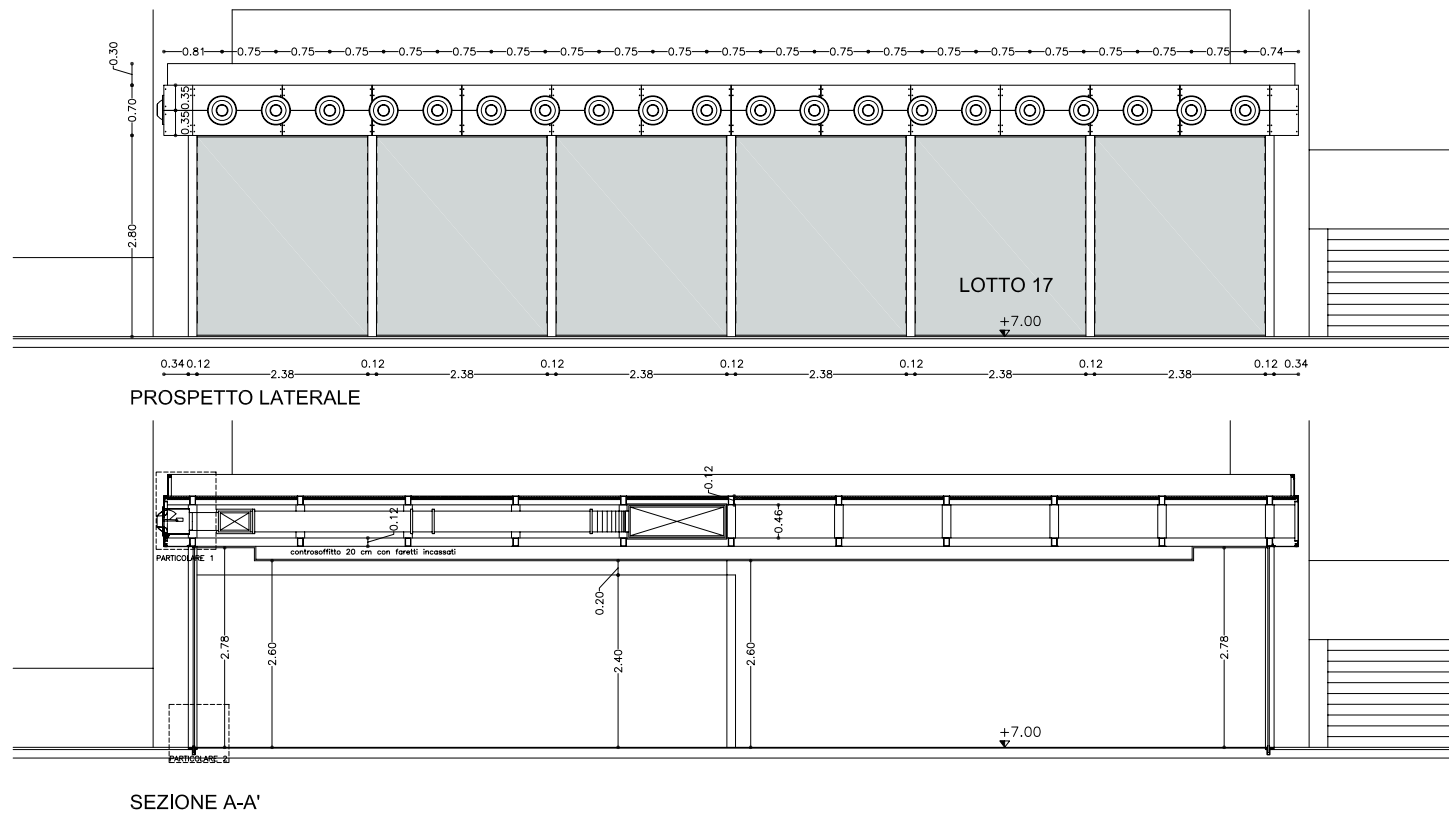 0.81 0.75 0.75 0.75 0.75 0.75 0.75 0.75 0.75 0.75 0.75 0.75 0.75 0.75 0.75 0.75 0.75 0.75 0.75 0.74
0.30
0.70
0.35
0.35
2.80
LOTTO 17
+7.00
0.34 0.12 2.38 0.12 2.38 0.12 2.38 0.12 2.38 0.12 2.38 0.12 2.38 0.12 0.34
PROSPETTO LATERALE
0.12
0.12
0.46
PARTICOLARE 1
controsoffitto 20 cm con faretti incassati
0.20
2.78
2.60
2.40
2.60
2.78
+7.00
PARTICOLARE 2
SEZIONE A-A'